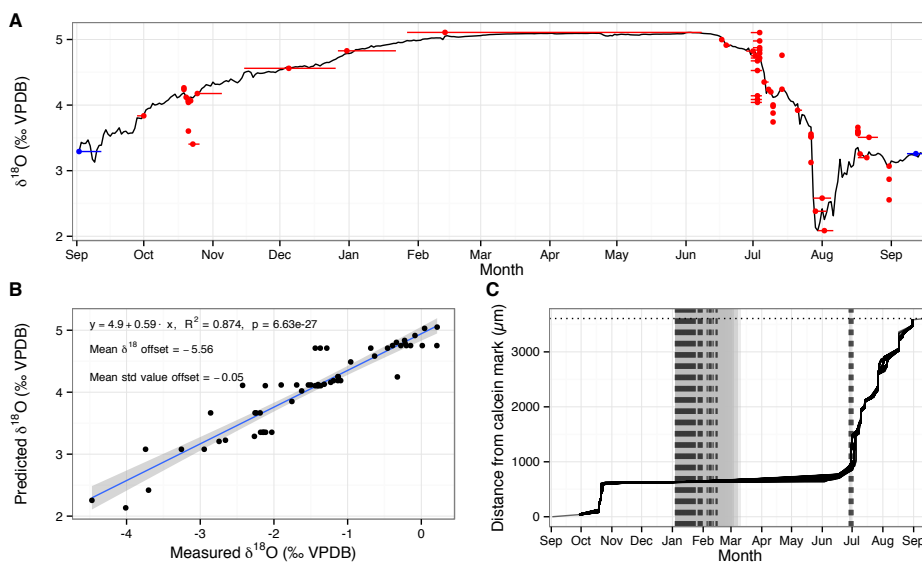 A
δ18O (‰ VPDB)
5
4
3
2
Sep Oct Nov Dec Jan Feb Mar Apr May Jun Jul Aug Sep
Month
B
Predicted δ18O (‰ VPDB)
y = 4.9 + 0.59 · x, R2 = 0.874, p = 6.63e-27
Mean δ18 offset = −5.56
Mean std value offset = −0.05
5
4
3
2
-4 -3 -2 -1 0
Measured δ18O (‰ VPDB)
C
Distance from calcein mark (µm)
3000
2000
1000
0
Sep Oct Nov Dec Jan Feb Mar Apr May Jun Jul Aug Sep
Month